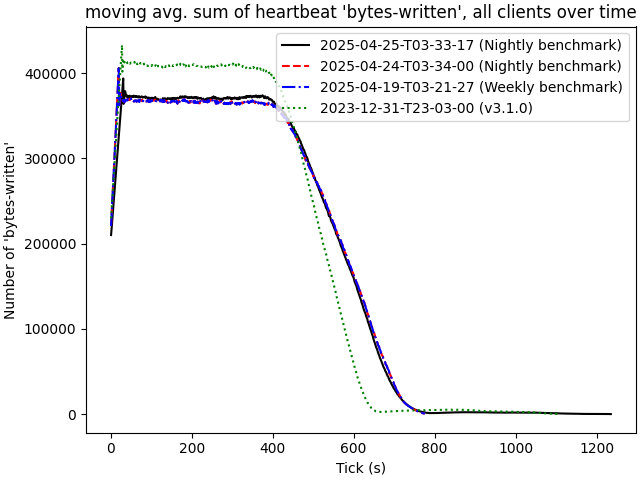 moving avg. sum of heartbeat 'bytes-written', all clients over time
2025-04-25-T03-33-17 (Nightly benchmark)
2025-04-24-T03-34-00 (Nightly benchmark)
2025-04-19-T03-21-27 (Weekly benchmark)
2023-12-31-T23-03-00 (v3.1.0)
Number of 'bytes-written'
400000
300000
200000
100000
0
0 200 400 600 800 1000 1200
Tick (s)